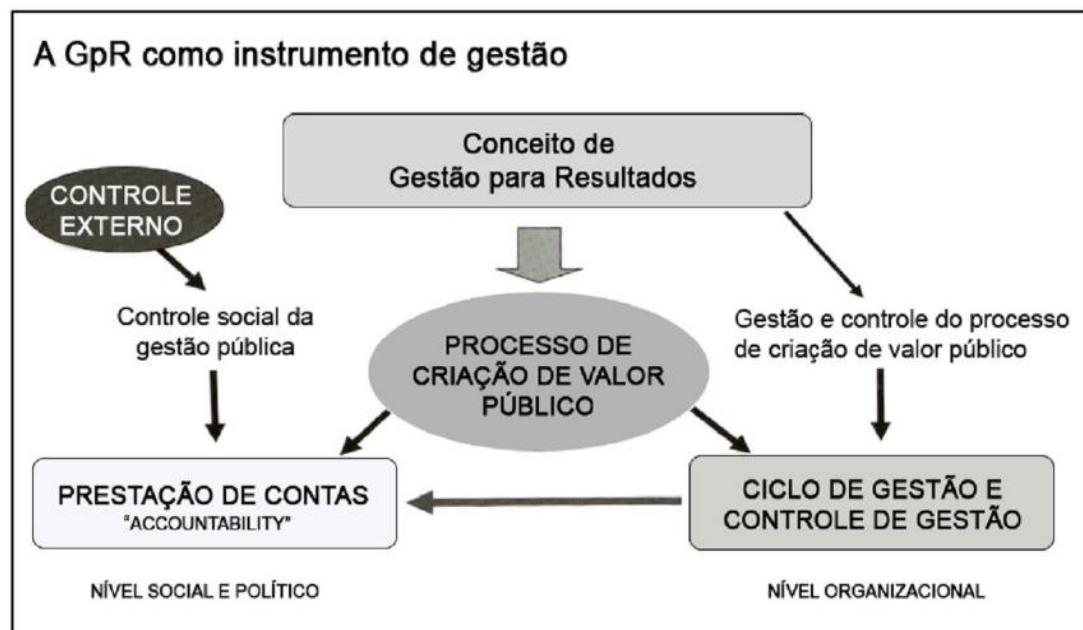 A GpR como instrumento de gestão
Conceito de
Gestão para Resultados
CONTROLE
EXTERNO
Controle social da
gestão pública
PROCESSO DE
CRIAÇÃO DE VALOR
PÚBLICO
Gestão e controle do processo
de criação de valor público
PRESTAÇÃO DE CONTAS
"ACCOUNTABILITY"
CICLO DE GESTÃO E
CONTROLE DE GESTÃO
NÍVEL SOCIAL E POLÍTICO
NÍVEL ORGANIZACIONAL